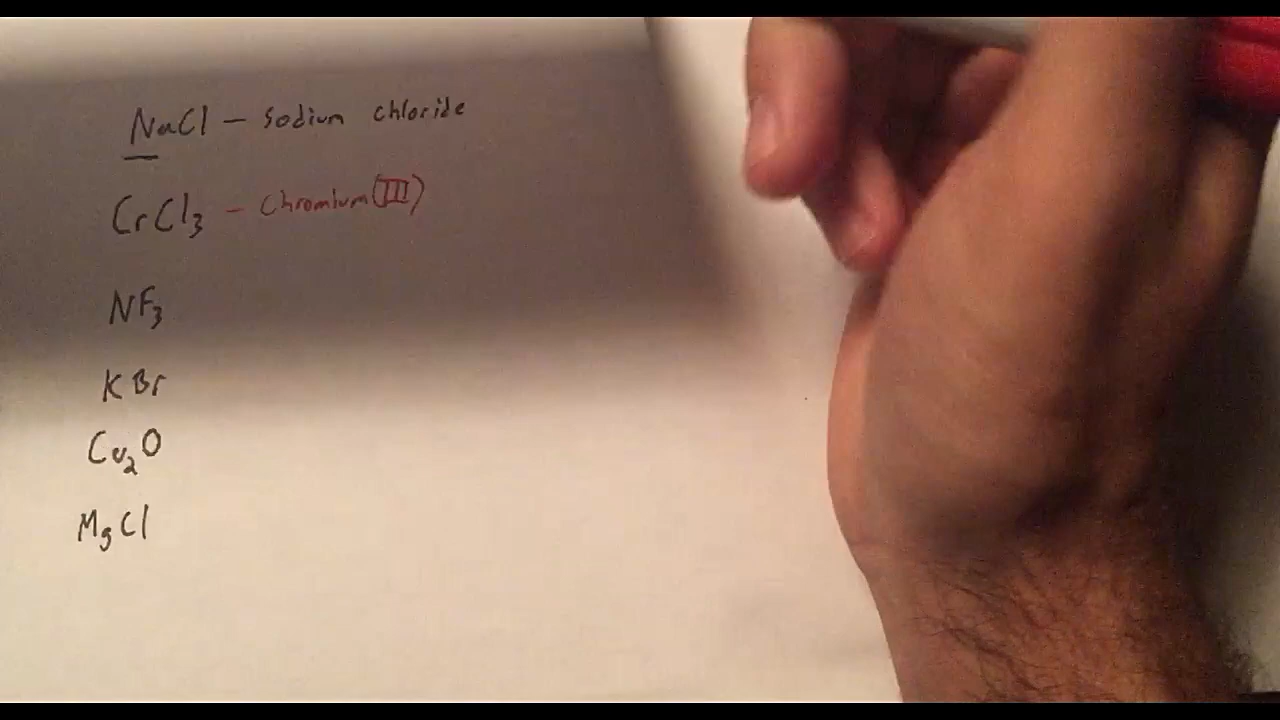 NaCl – Sodium chloride
CrCl3 – Chromium(III)
NF3
KBr
Cu2O
MgCl